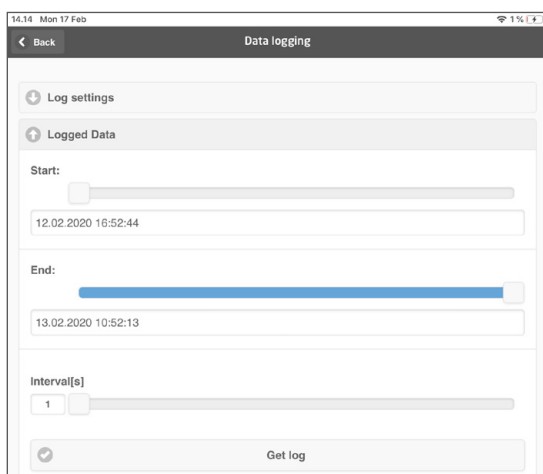 14.14 Mon 17 Feb 1%
Back Data logging
Log settings
Logged Data
Start:
12.02.2020 16:52:44
End:
13.02.2020 10:52:13
Interval[s]
1
Get log